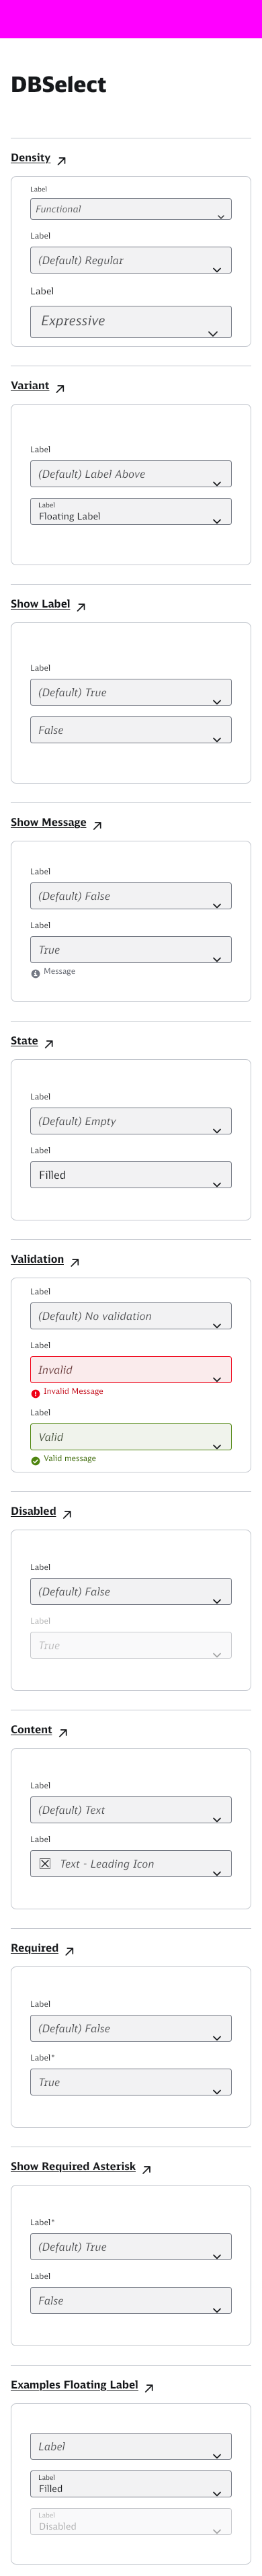 DBSelect
Density
Label
Functional
Label
(Default) Regular
Label
Expressive
Variant
Label
(Default) Label Above
Label
Floating Label
Show Label
Label
(Default) True
False
Show Message
Label
(Default) False
Label
True
Message
State
Label
(Default) Empty
Label
Filled
Validation
Label
(Default) No validation
Label
Invalid
Invalid Message
Label
Valid
Valid message
Disabled
Label
(Default) False
Label
True
Content
Label
(Default) Text
Label
Text - Leading Icon
Required
Label
(Default) False
Label*
True
Show Required Asterisk
Label*
(Default) True
Label
False
Examples Floating Label
Label
Label
Filled
Label
Disabled